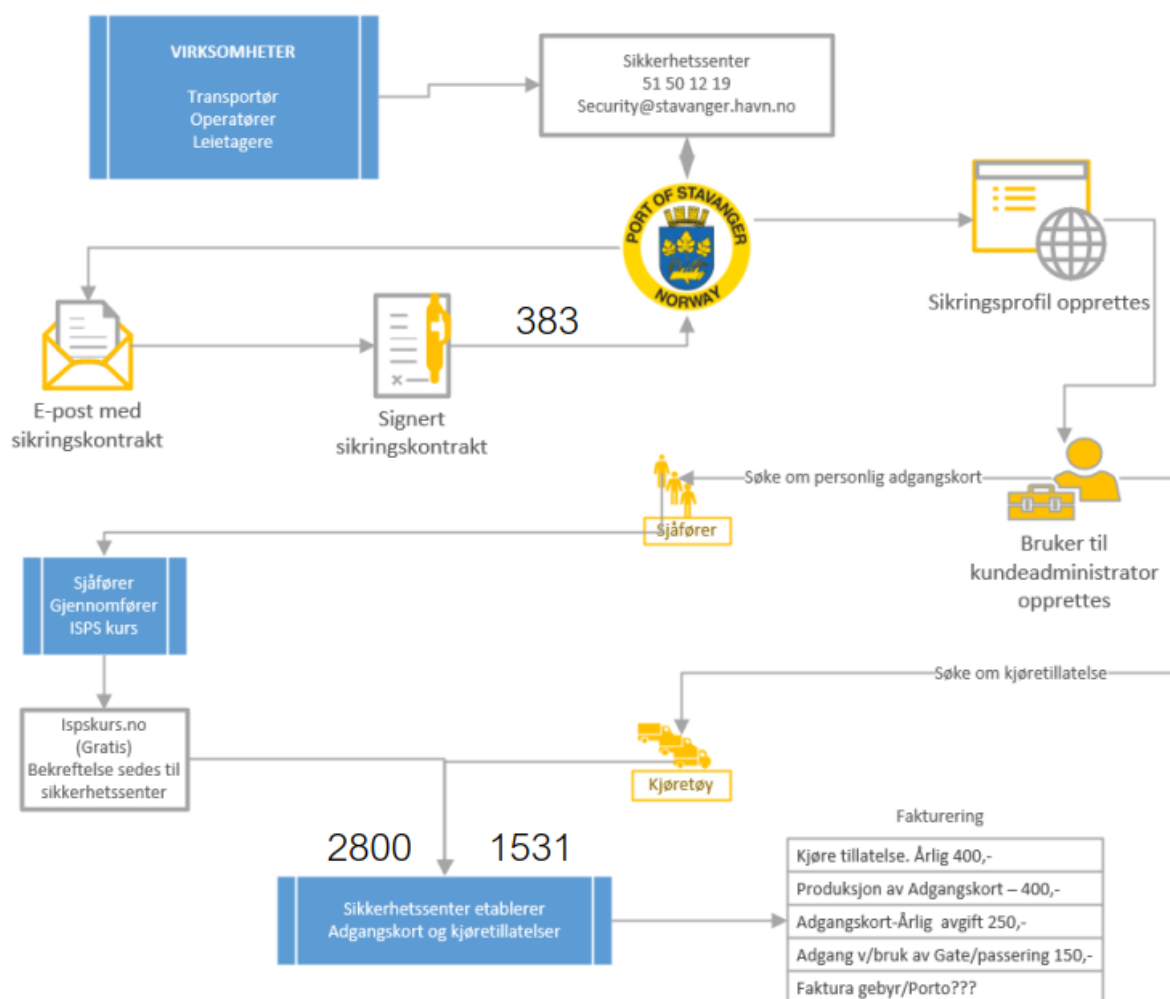 VIRKSOMHETER
Transportør
Operatører
Leietagere
Sikkerhetssenter
51 50 12 19
Security@stavanger.havn.no
PORT OF STAVANGER
NORWAY
Sikringsprofil opprettes
383
E-post med
sikringskontrakt
Signert
sikringskontrakt
Søke om personlig adgangskort
Sjåfører
Bruker til
kundeadministrator
opprettes
Sjåfører
Gjennomfører
ISPS kurs
Søke om kjøretillatelse
Ispskurs.no
(Gratis)
Bekreftelse sedes til
sikkerhetssenter
Kjøretøy
2800
1531
Sikkerhetssenter etablerer
Adgangskort og kjøretillatelser
Fakturering
Kjøre tillatelse. Årlig 400,-
Produksjon av Adgangskort – 400,-
Adgangskort-Årlig avgift 250,-
Adgang v/bruk av Gate/passering 150,-
Faktura gebyr/Porto???